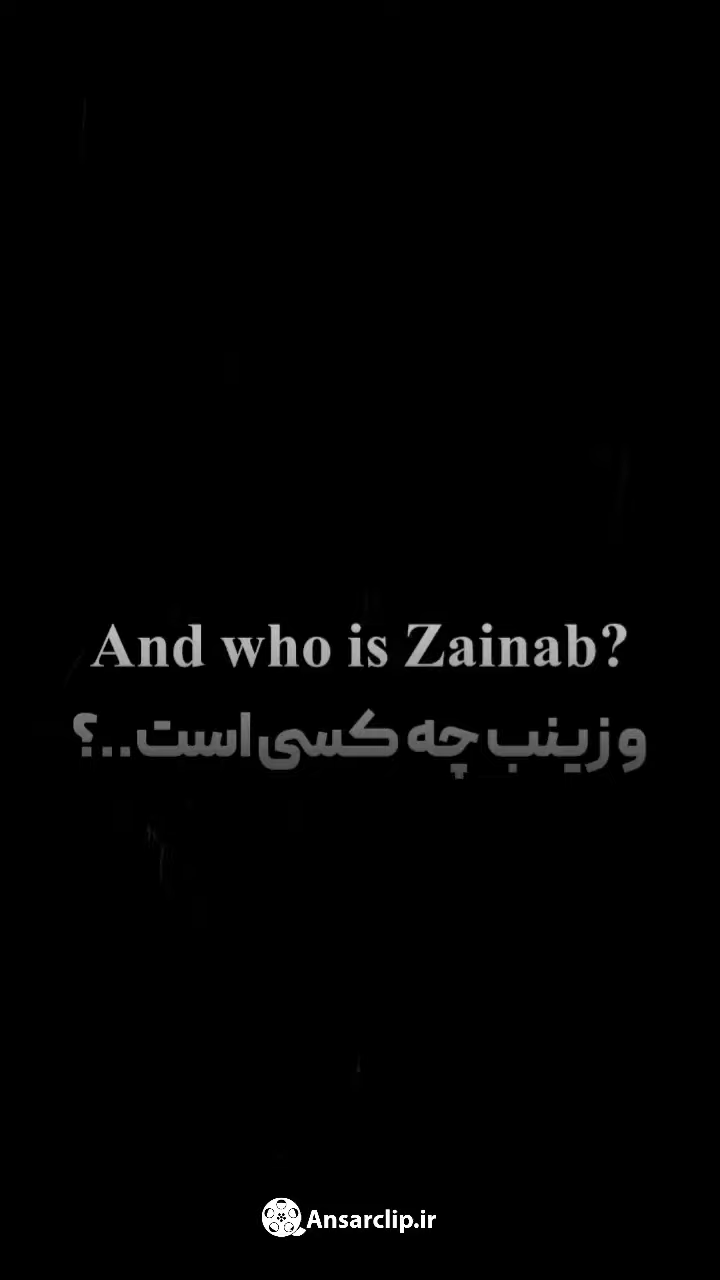 And who is Zainab?
و زینب چه کسی است..؟
Ansarclip.ir